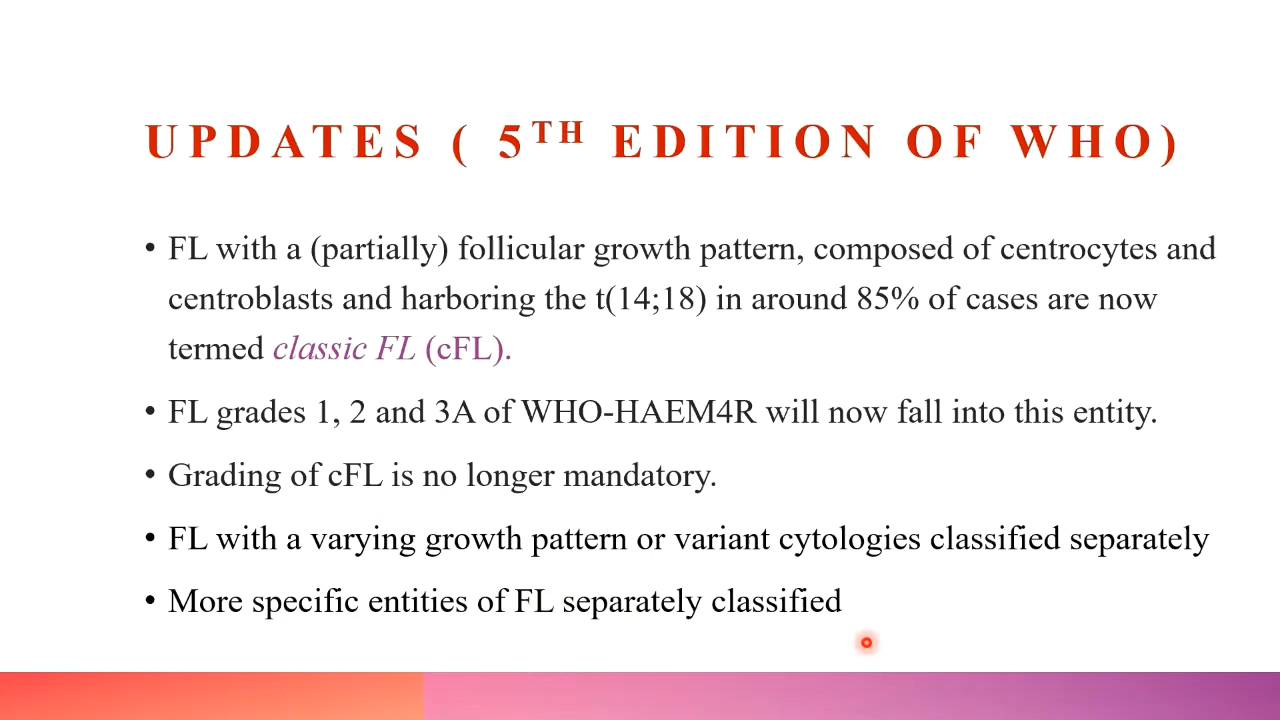 UPDATES ( 5TH EDITION OF WHO)
• FL with a (partially) follicular growth pattern, composed of centrocytes and
centroblasts and harboring the t(14;18) in around 85% of cases are now
termed classic FL (cFL).
• FL grades 1, 2 and 3A of WHO-HAEM4R will now fall into this entity.
• Grading of cFL is no longer mandatory.
• FL with a varying growth pattern or variant cytologies classified separately
• More specific entities of FL separately classified